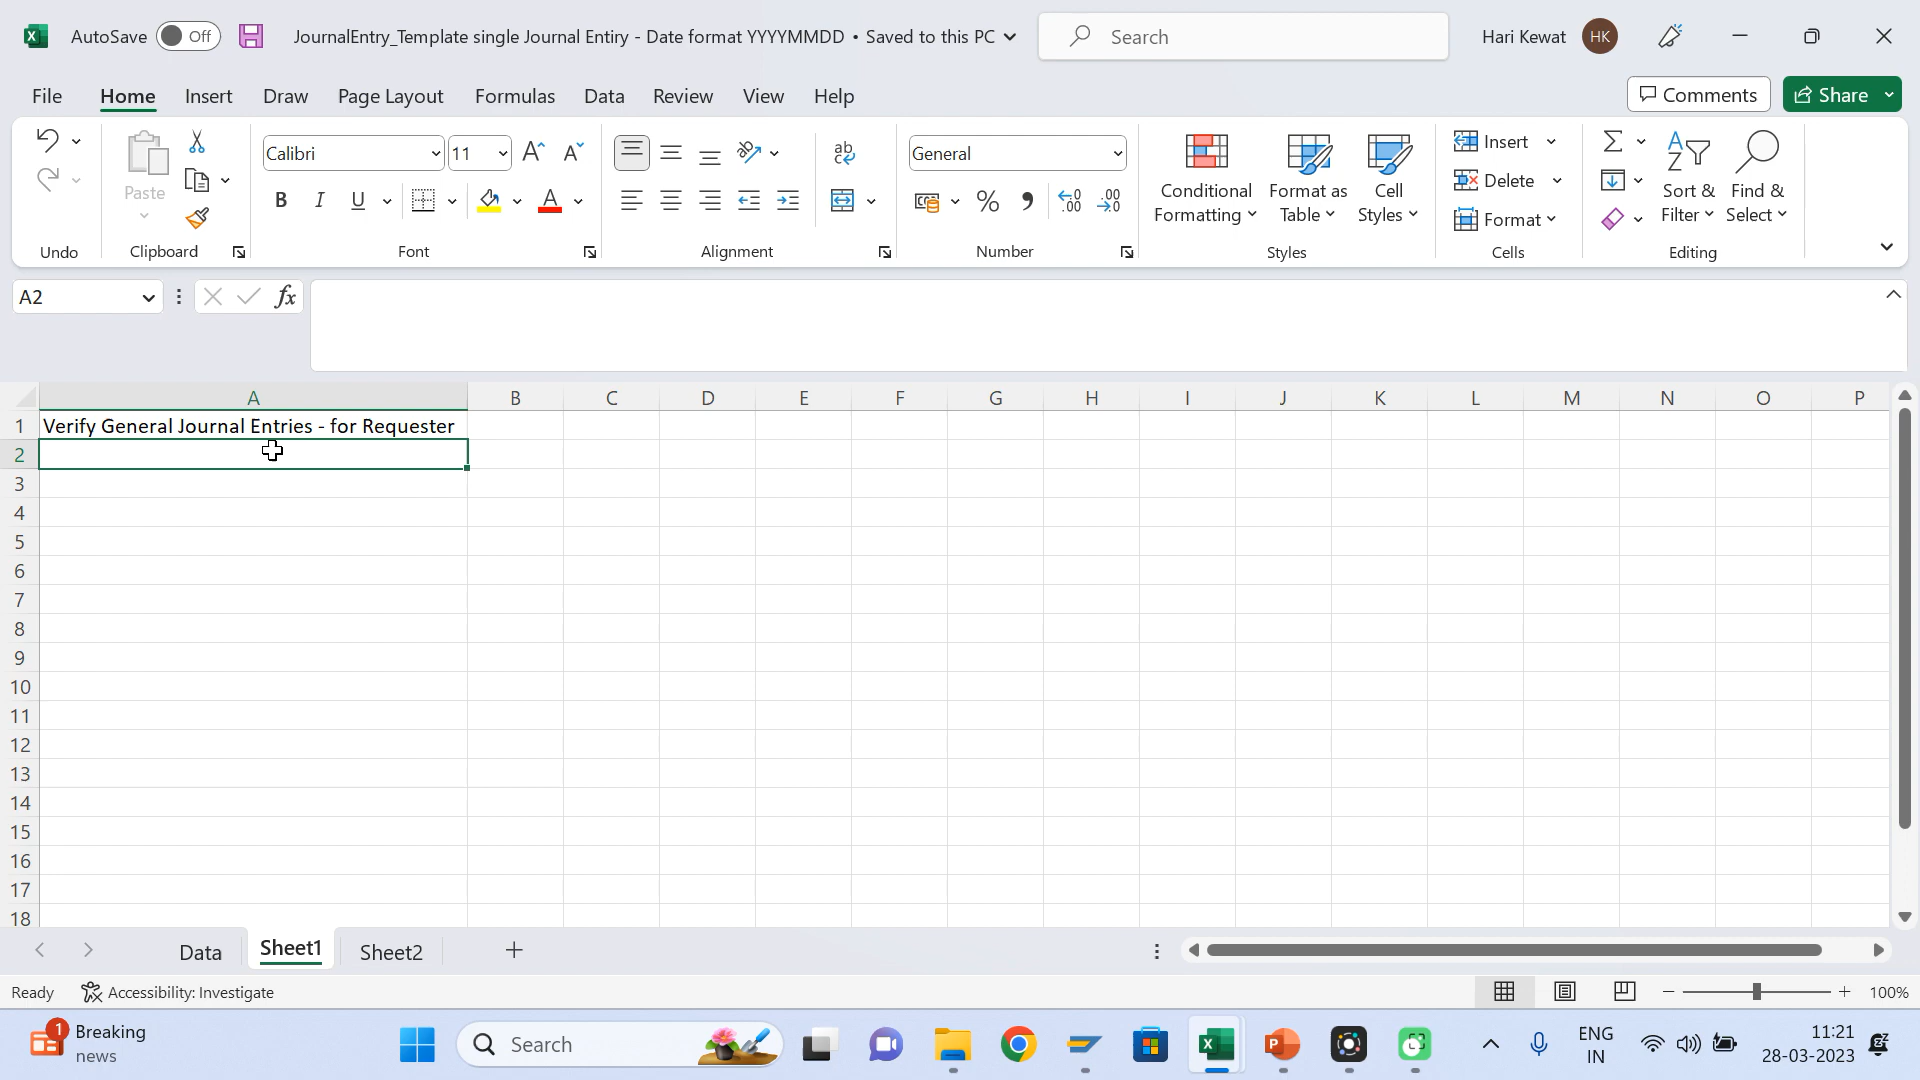 AutoSave Off JournalEntry_Template single Journal Entiry - Date format YYYYMMDD • Saved to this PC Search Hari Kewat HK
File Home Insert Draw Page Layout Formulas Data Review View Help Comments Share
Paste Calibri 11 General Conditional Formatting Format as Table Cell Styles Insert Delete Format Sort & Filter Find & Select
Undo Clipboard Font Alignment Number Styles Cells Editing
A2 fx
A B C D E F G H I J K L M N O P
1 Verify General Journal Entries - for Requester
2
3
4
5
6
7
8
9
10
11
12
13
14
15
16
17
18
Data Sheet1 Sheet2
Ready Accessibility: Investigate 100%
1 Breaking news Search ENG IN 11:21 28-03-2023